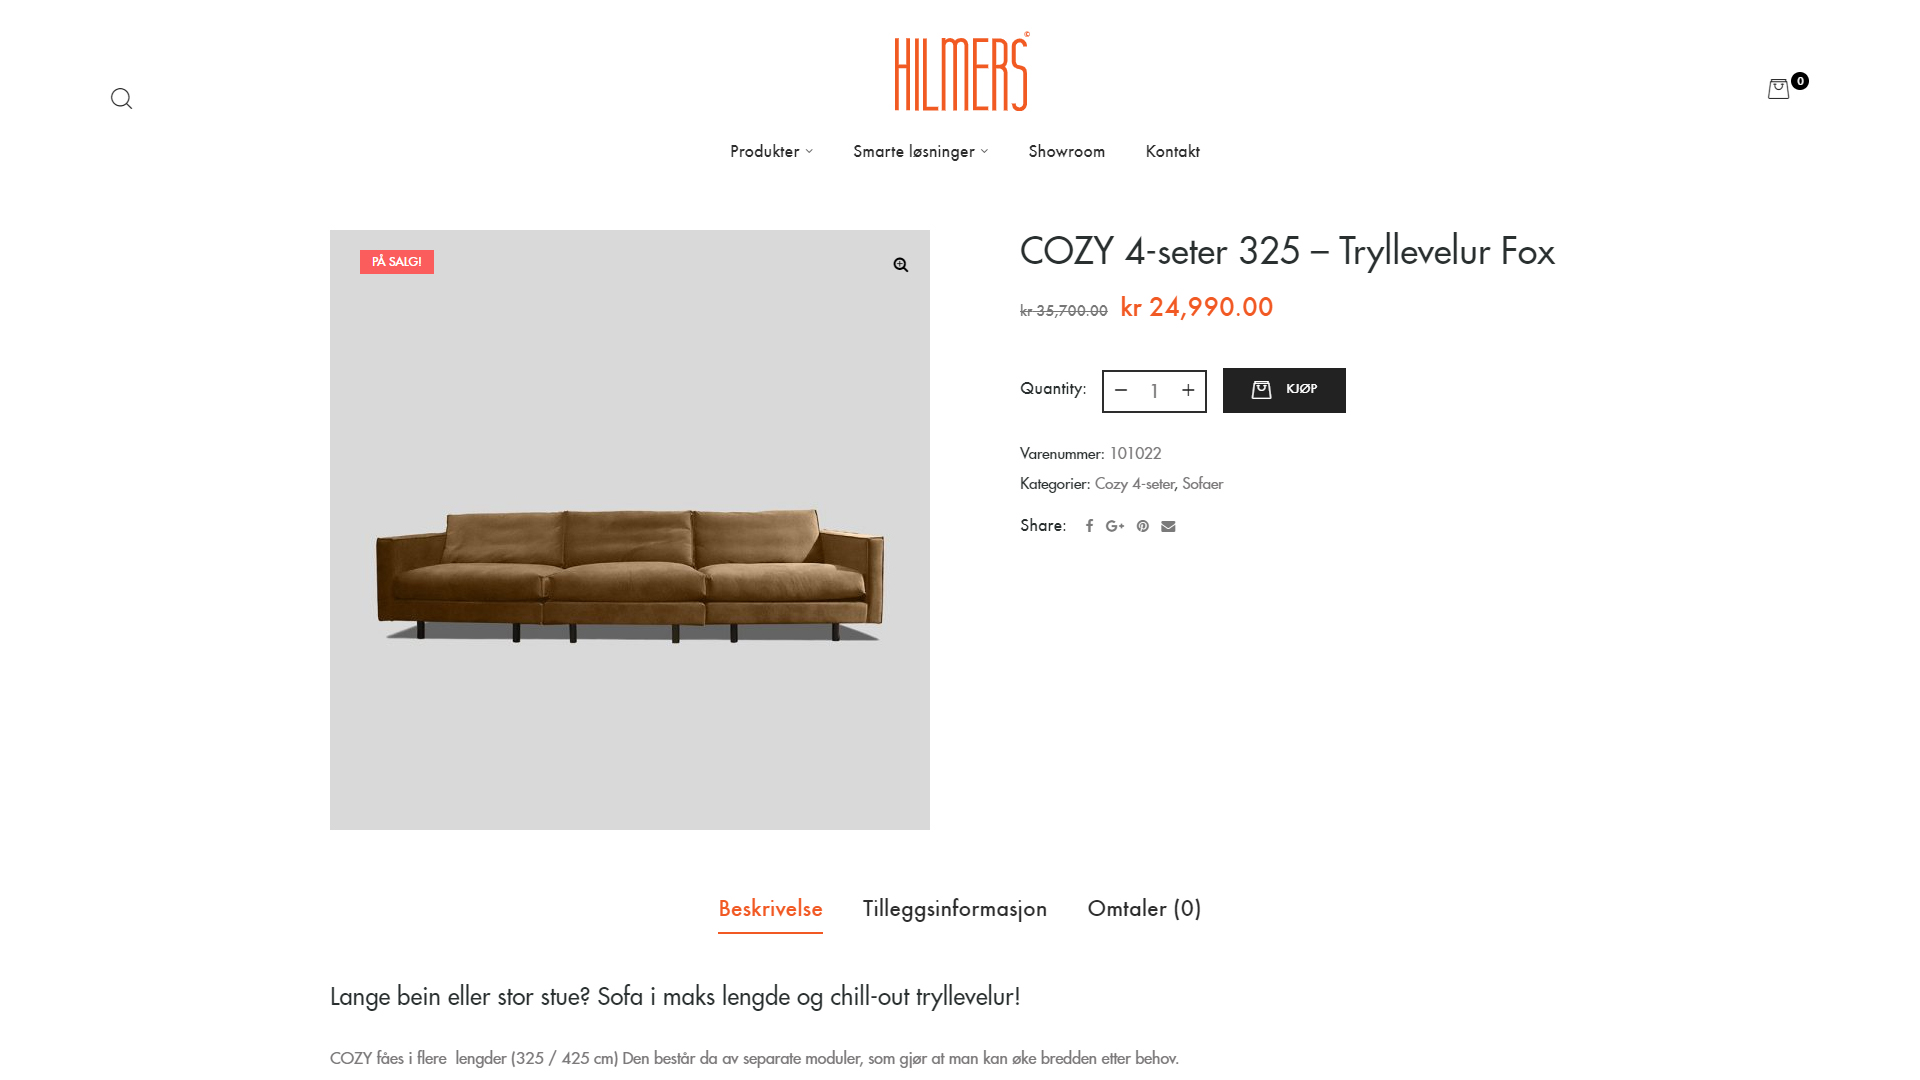 HILMERS©
0
Produkter
Smarte løsninger
Showroom
Kontakt
PÅ SALG!
COZY 4-seter 325 – Tryllevelur Fox
kr 35,700.00 kr 24,990.00
Quantity: − 1 + KJØP
Varenummer: 101022
Kategorier: Cozy 4-seter, Sofaer
Share: f G+
Beskrivelse
Tilleggsinformasjon
Omtaler (0)
Lange bein eller stor stue? Sofa i maks lengde og chill-out tryllevelur!
COZY fåes i flere  lengder (325 / 425 cm) Den består da av separate moduler, som gjør at man kan øke bredden etter behov.